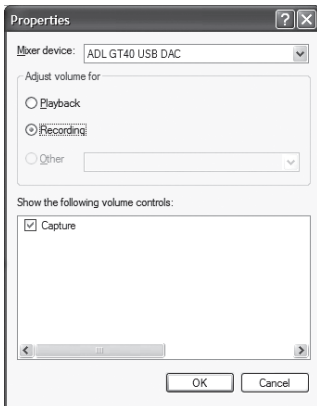 Properties
Mixer device: ADL GT40 USB DAC
Adjust volume for
Playback
Recording
Other
Show the following volume controls:
Capture
OK Cancel